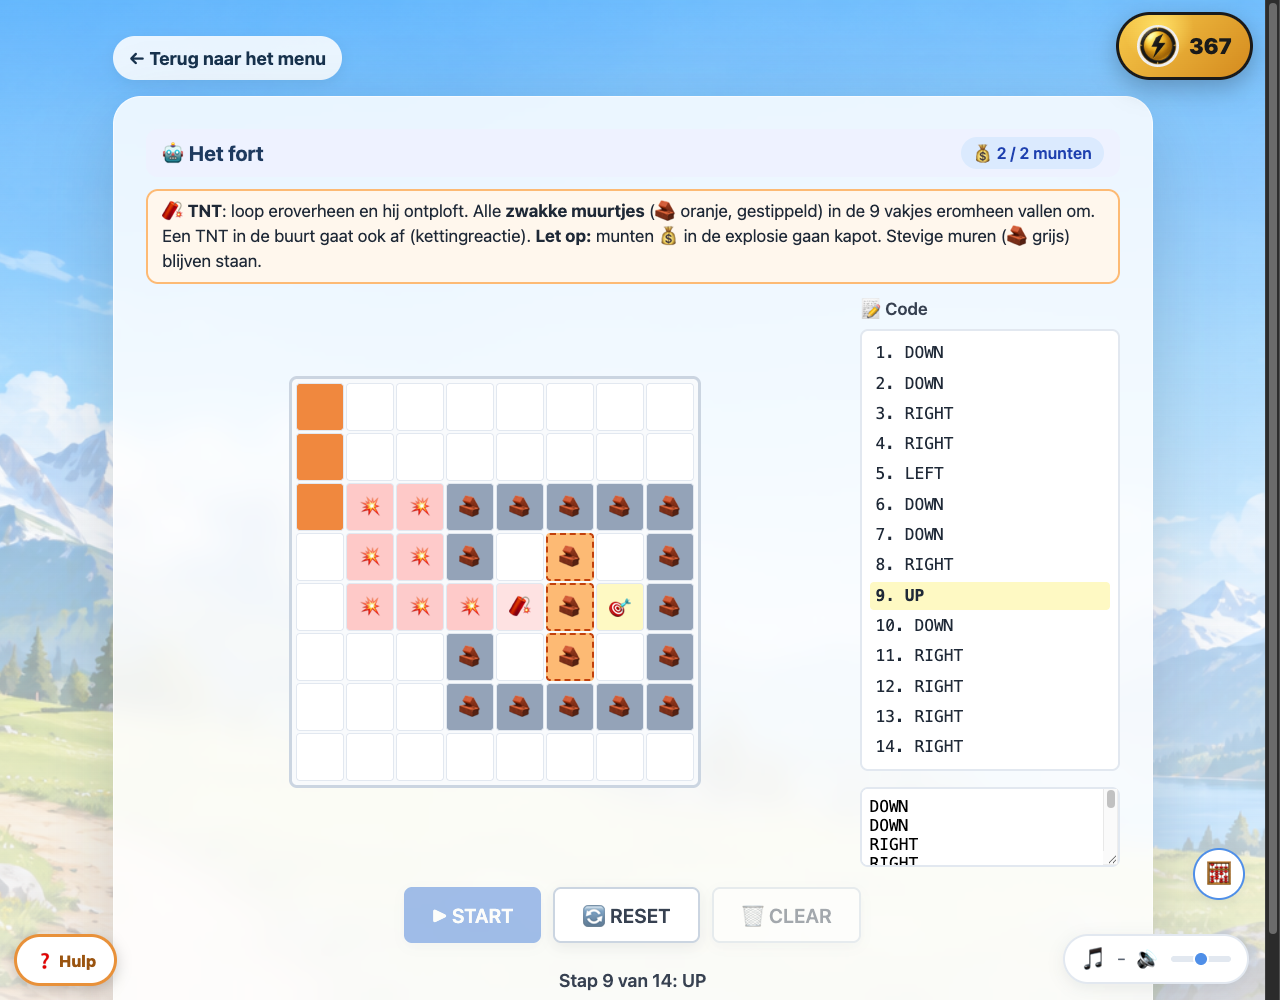 ← Terug naar het menu
367
Het fort
2 / 2 munten
TNT: loop eroverheen en hij ontploft. Alle zwakke muurtjes (🧱 oranje, gestippeld) in de 9 vakjes eromheen vallen om.
Een TNT in de buurt gaat ook af (kettingreactie). Let op: munten 💰 in de explosie gaan kapot. Stevige muren (🧱 grijs)
blijven staan.
Code
1. DOWN
2. DOWN
3. RIGHT
4. RIGHT
5. LEFT
6. DOWN
7. DOWN
8. RIGHT
9. UP
10. DOWN
11. RIGHT
12. RIGHT
13. RIGHT
14. RIGHT
DOWN
DOWN
RIGHT
RIGHT
▶ START
RESET
CLEAR
❓ Hulp
Stap 9 van 14: UP